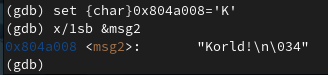 (gdb) set {char}0x804a008='K'
(gdb) x/1sb &msg2
0x804a008 <msg2>:       "Korld!\n\034"
(gdb)